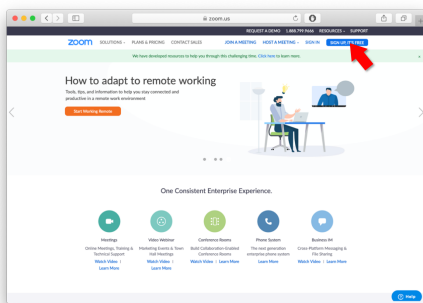 zoom.us
REQUEST A DEMO 1.888.799.9666 RESOURCES SUPPORT
zoom SOLUTIONS PLANS & PRICING CONTACT SALES JOIN A MEETING HOST A MEETING SIGN IN SIGN UP, IT'S FREE
We have developed resources to help you through this challenging time. Click here to learn more.
How to adapt to remote working
Tools, tips, and information to help you stay connected and
productive in a remote work environment
Start Working Remote
One Consistent Enterprise Experience.
Meetings Video Webinar Conference Rooms Phone System Business IM
Online Meetings, Training & Marketing Events & Town Build Collaboration-Enabled The next generation Cross-Platform Messaging &
Technical Support Hall Meetings Conference Rooms enterprise phone system File Sharing
Watch Video | Watch Video | Watch Video | Learn More Learn More Watch Video | Learn More
Learn More Learn More
Help